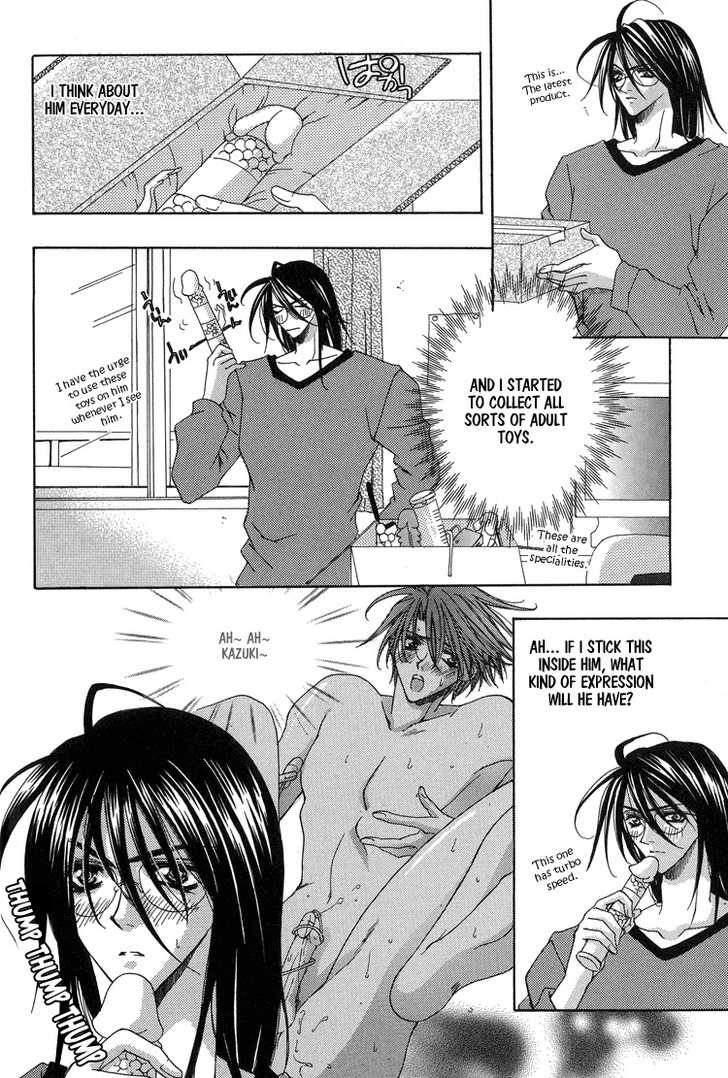 I THINK ABOUT
HIM EVERYDAY...
ぱかっ
This is...
The latest
product.
I have the urge
to use these
toys on him
whenever I see
him.
AND I STARTED
TO COLLECT ALL
SORTS OF ADULT
TOYS.
These are
all the
specialities.
AH~ AH~
KAZUKI~
AH... IF I STICK THIS
INSIDE HIM, WHAT
KIND OF EXPRESSION
WILL HE HAVE?
This one
has turbo
speed.
THUMP THUMP THUMP